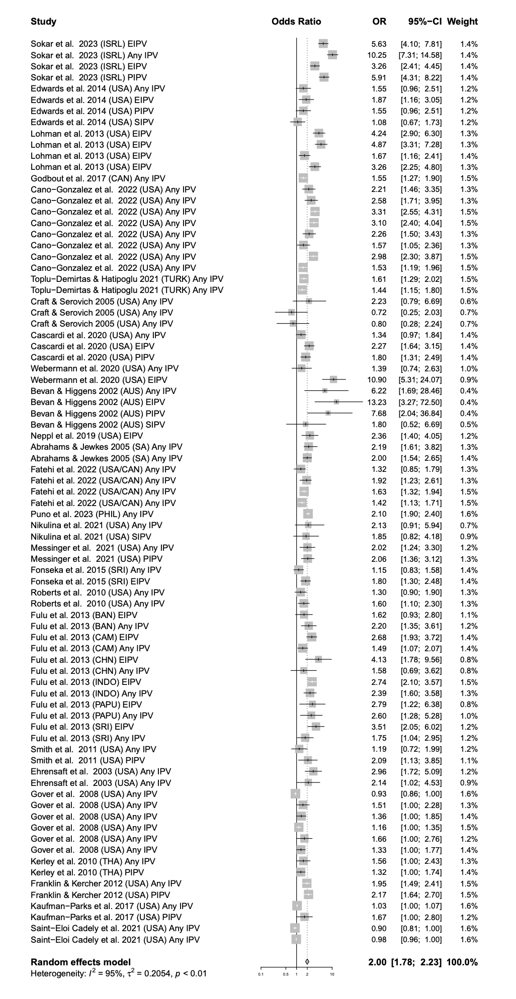 Study Odds Ratio OR 95%−CI Weight
Sokar et al. 2023 (ISRL) EIPV 5.63 [4.10; 7.81] 1.4%
Sokar et al. 2023 (ISRL) Any IPV 10.25 [7.31; 14.58] 1.4%
Sokar et al. 2023 (ISRL) EIPV 3.26 [2.41; 4.45] 1.4%
Sokar et al. 2023 (ISRL) PIPV 5.91 [4.31; 8.22] 1.4%
Edwards et al. 2014 (USA) Any IPV 1.55 [0.96; 2.51] 1.2%
Edwards et al. 2014 (USA) EIPV 1.87 [1.16; 3.05] 1.2%
Edwards et al. 2014 (USA) PIPV 1.55 [0.96; 2.51] 1.2%
Edwards et al. 2014 (USA) SIPV 1.08 [0.67; 1.73] 1.2%
Lohman et al. 2013 (USA) EIPV 4.24 [2.90; 6.30] 1.3%
Lohman et al. 2013 (USA) EIPV 4.87 [3.31; 7.28] 1.3%
Lohman et al. 2013 (USA) EIPV 1.67 [1.16; 2.41] 1.4%
Lohman et al. 2013 (USA) EIPV 3.26 [2.25; 4.80] 1.3%
Godbout et al. 2017 (CAN) Any IPV 1.55 [1.27; 1.90] 1.5%
Cano−Gonzalez et al. 2022 (USA) Any IPV 2.21 [1.46; 3.35] 1.3%
Cano−Gonzalez et al. 2022 (USA) Any IPV 2.58 [1.71; 3.95] 1.3%
Cano−Gonzalez et al. 2022 (USA) Any IPV 3.31 [2.55; 4.31] 1.5%
Cano−Gonzalez et al. 2022 (USA) Any IPV 3.10 [2.40; 4.04] 1.5%
Cano−Gonzalez et al. 2022 (USA) Any IPV 2.26 [1.50; 3.43] 1.3%
Cano−Gonzalez et al. 2022 (USA) Any IPV 1.57 [1.05; 2.36] 1.3%
Cano−Gonzalez et al. 2022 (USA) Any IPV 2.98 [2.30; 3.87] 1.5%
Cano−Gonzalez et al. 2022 (USA) Any IPV 1.53 [1.19; 1.96] 1.5%
Toplu−Demirtas & Hatipoglu 2021 (TURK) Any IPV 1.61 [1.29; 2.02] 1.5%
Toplu−Demirtas & Hatipoglu 2021 (TURK) Any IPV 1.44 [1.15; 1.80] 1.5%
Craft & Serovich 2005 (USA) Any IPV 2.23 [0.79; 6.69] 0.6%
Craft & Serovich 2005 (USA) Any IPV 0.72 [0.25; 2.03] 0.7%
Craft & Serovich 2005 (USA) Any IPV 0.80 [0.28; 2.24] 0.7%
Cascardi et al. 2020 (USA) Any IPV 1.34 [0.97; 1.84] 1.4%
Cascardi et al. 2020 (USA) EIPV 2.27 [1.64; 3.15] 1.4%
Cascardi et al. 2020 (USA) PIPV 1.80 [1.31; 2.49] 1.4%
Webermann et al. 2020 (USA) Any IPV 1.39 [0.74; 2.63] 1.0%
Webermann et al. 2020 (USA) EIPV 10.90 [5.31; 24.07] 0.9%
Bevan & Higgens 2002 (AUS) Any IPV 6.22 [1.69; 28.46] 0.4%
Bevan & Higgens 2002 (AUS) EIPV 13.23 [3.27; 72.50] 0.4%
Bevan & Higgens 2002 (AUS) PIPV 7.68 [2.04; 36.84] 0.4%
Bevan & Higgens 2002 (AUS) SIPV 1.80 [0.52; 6.69] 0.5%
Neppl et al. 2019 (USA) EIPV 2.36 [1.40; 4.05] 1.2%
Abrahams & Jewkes 2005 (SA) Any IPV 2.19 [1.61; 3.82] 1.3%
Abrahams & Jewkes 2005 (SA) Any IPV 2.00 [1.54; 2.65] 1.4%
Fatehi et al. 2022 (USA/CAN) Any IPV 1.32 [0.85; 1.79] 1.3%
Fatehi et al. 2022 (USA/CAN) Any IPV 1.92 [1.23; 2.61] 1.3%
Fatehi et al. 2022 (USA/CAN) Any IPV 1.63 [1.32; 1.94] 1.5%
Fatehi et al. 2022 (USA/CAN) Any IPV 1.42 [1.13; 1.71] 1.5%
Puno et al. 2023 (PHIL) Any IPV 2.10 [1.90; 2.40] 1.6%
Nikulina et al. 2021 (USA) Any IPV 2.13 [0.91; 5.94] 0.7%
Nikulina et al. 2021 (USA) SIPV 1.85 [0.82; 4.18] 0.9%
Messinger et al. 2021 (USA) Any IPV 2.02 [1.24; 3.30] 1.2%
Messinger et al. 2021 (USA) PIPV 2.06 [1.36; 3.12] 1.3%
Fonseka et al. 2015 (SRI) Any IPV 1.15 [0.83; 1.58] 1.4%
Fonseka et al. 2015 (SRI) EIPV 1.80 [1.30; 2.48] 1.4%
Roberts et al. 2010 (USA) Any IPV 1.30 [0.90; 1.90] 1.3%
Roberts et al. 2010 (USA) Any IPV 1.60 [1.10; 2.30] 1.3%
Fulu et al. 2013 (BAN) EIPV 1.62 [0.93; 2.80] 1.1%
Fulu et al. 2013 (BAN) Any IPV 2.20 [1.35; 3.61] 1.2%
Fulu et al. 2013 (CAM) EIPV 2.68 [1.93; 3.72] 1.4%
Fulu et al. 2013 (CAM) Any IPV 1.49 [1.07; 2.07] 1.4%
Fulu et al. 2013 (CHN) EIPV 4.13 [1.78; 9.56] 0.8%
Fulu et al. 2013 (CHN) Any IPV 1.58 [0.69; 3.62] 0.8%
Fulu et al. 2013 (INDO) EIPV 2.74 [2.10; 3.57] 1.5%
Fulu et al. 2013 (INDO) Any IPV 2.39 [1.60; 3.58] 1.3%
Fulu et al. 2013 (PAPU) EIPV 2.79 [1.22; 6.38] 0.8%
Fulu et al. 2013 (PAPU) Any IPV 2.60 [1.28; 5.28] 1.0%
Fulu et al. 2013 (SRI) EIPV 3.51 [2.05; 6.02] 1.2%
Fulu et al. 2013 (SRI) Any IPV 1.75 [1.04; 2.95] 1.2%
Smith et al. 2011 (USA) Any IPV 1.19 [0.72; 1.99] 1.2%
Smith et al. 2011 (USA) PIPV 2.09 [1.13; 3.85] 1.1%
Ehrensaft et al. 2003 (USA) Any IPV 2.96 [1.72; 5.09] 1.2%
Ehrensaft et al. 2003 (USA) Any IPV 2.14 [1.02; 4.53] 0.9%
Gover et al. 2008 (USA) Any IPV 0.93 [0.86; 1.00] 1.6%
Gover et al. 2008 (USA) Any IPV 1.51 [1.00; 2.28] 1.3%
Gover et al. 2008 (USA) Any IPV 1.36 [1.00; 1.85] 1.4%
Gover et al. 2008 (USA) Any IPV 1.16 [1.00; 1.35] 1.5%
Gover et al. 2008 (USA) Any IPV 1.66 [1.00; 2.76] 1.2%
Gover et al. 2008 (USA) Any IPV 1.33 [1.00; 1.77] 1.4%
Kerley et al. 2010 (THA) Any IPV 1.56 [1.00; 2.43] 1.3%
Kerley et al. 2010 (THA) PIPV 1.32 [1.00; 1.74] 1.4%
Franklin & Kercher 2012 (USA) Any IPV 1.95 [1.49; 2.41] 1.5%
Franklin & Kercher 2012 (USA) PIPV 2.17 [1.64; 2.70] 1.5%
Kaufman−Parks et al. 2017 (USA) Any IPV 1.03 [1.00; 1.07] 1.6%
Kaufman−Parks et al. 2017 (USA) PIPV 1.67 [1.00; 2.80] 1.2%
Saint−Eloi Cadely et al. 2021 (USA) Any IPV 0.90 [0.81; 1.00] 1.6%
Saint−Eloi Cadely et al. 2021 (USA) Any IPV 0.98 [0.96; 1.00] 1.6%
Random effects model 2.00 [1.78; 2.23] 100.0%
Heterogeneity: I² = 95%, τ² = 0.2054, p < 0.01
0.1 0.5 1 2 10